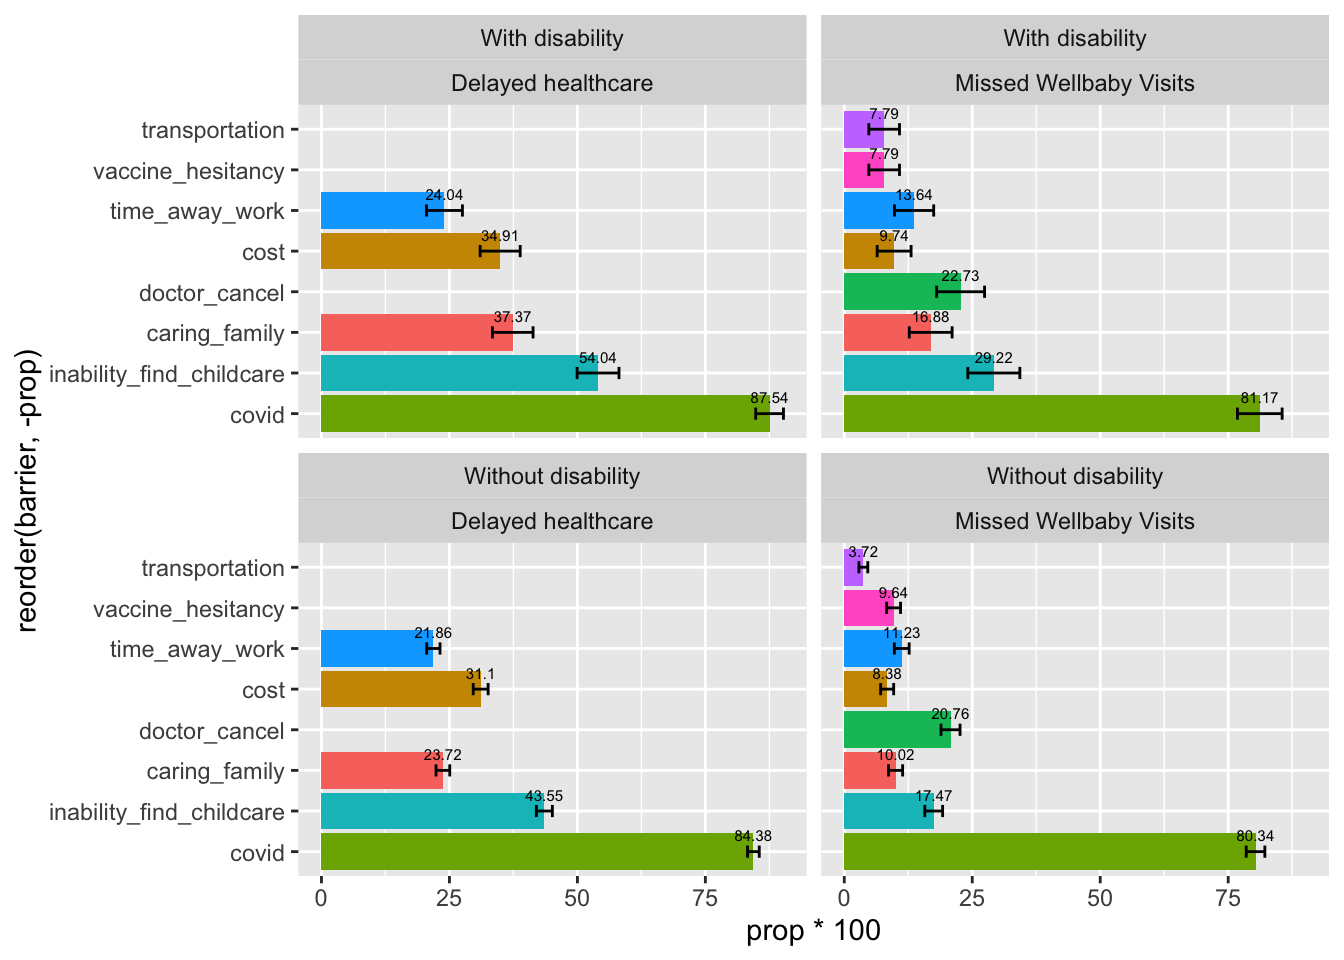 With disability
Delayed healthcare
With disability
Missed Wellbaby Visits
transportation
vaccine_hesitancy
time_away_work
cost
doctor_cancel
caring_family
inability_find_childcare
covid
24.04
34.91
37.37
54.04
87.54
7.79
7.79
13.64
9.74
22.73
16.88
29.22
81.17
reorder(barrier, -prop)
Without disability
Delayed healthcare
Without disability
Missed Wellbaby Visits
transportation
vaccine_hesitancy
time_away_work
cost
doctor_cancel
caring_family
inability_find_childcare
covid
21.86
31.1
23.72
43.55
84.38
3.72
9.64
11.23
8.38
20.76
10.02
17.47
80.34
0 25 50 75
0 25 50 75
prop * 100